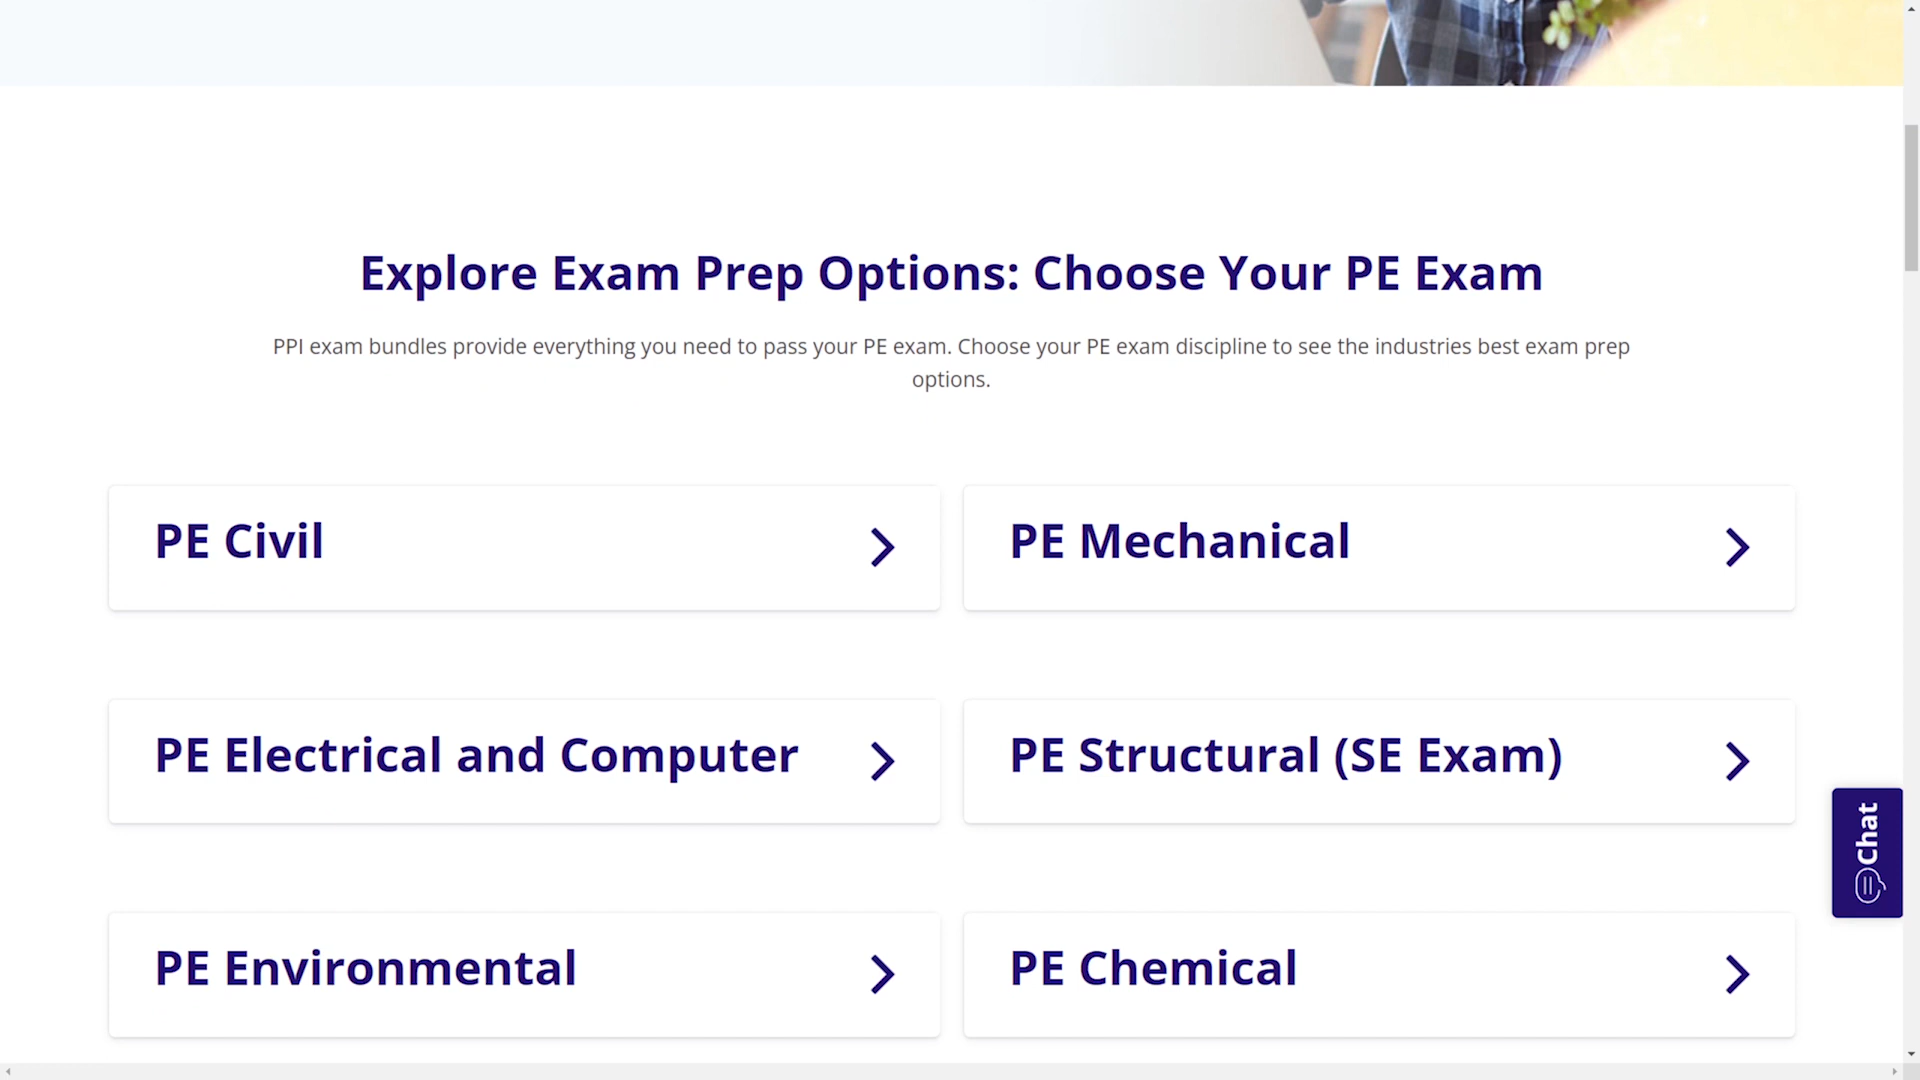 Explore Exam Prep Options: Choose Your PE Exam
PPI exam bundles provide everything you need to pass your PE exam. Choose your PE exam discipline to see the industries best exam prep
options.
PE Civil
PE Mechanical
PE Electrical and Computer
PE Structural (SE Exam)
Chat
PE Environmental
PE Chemical